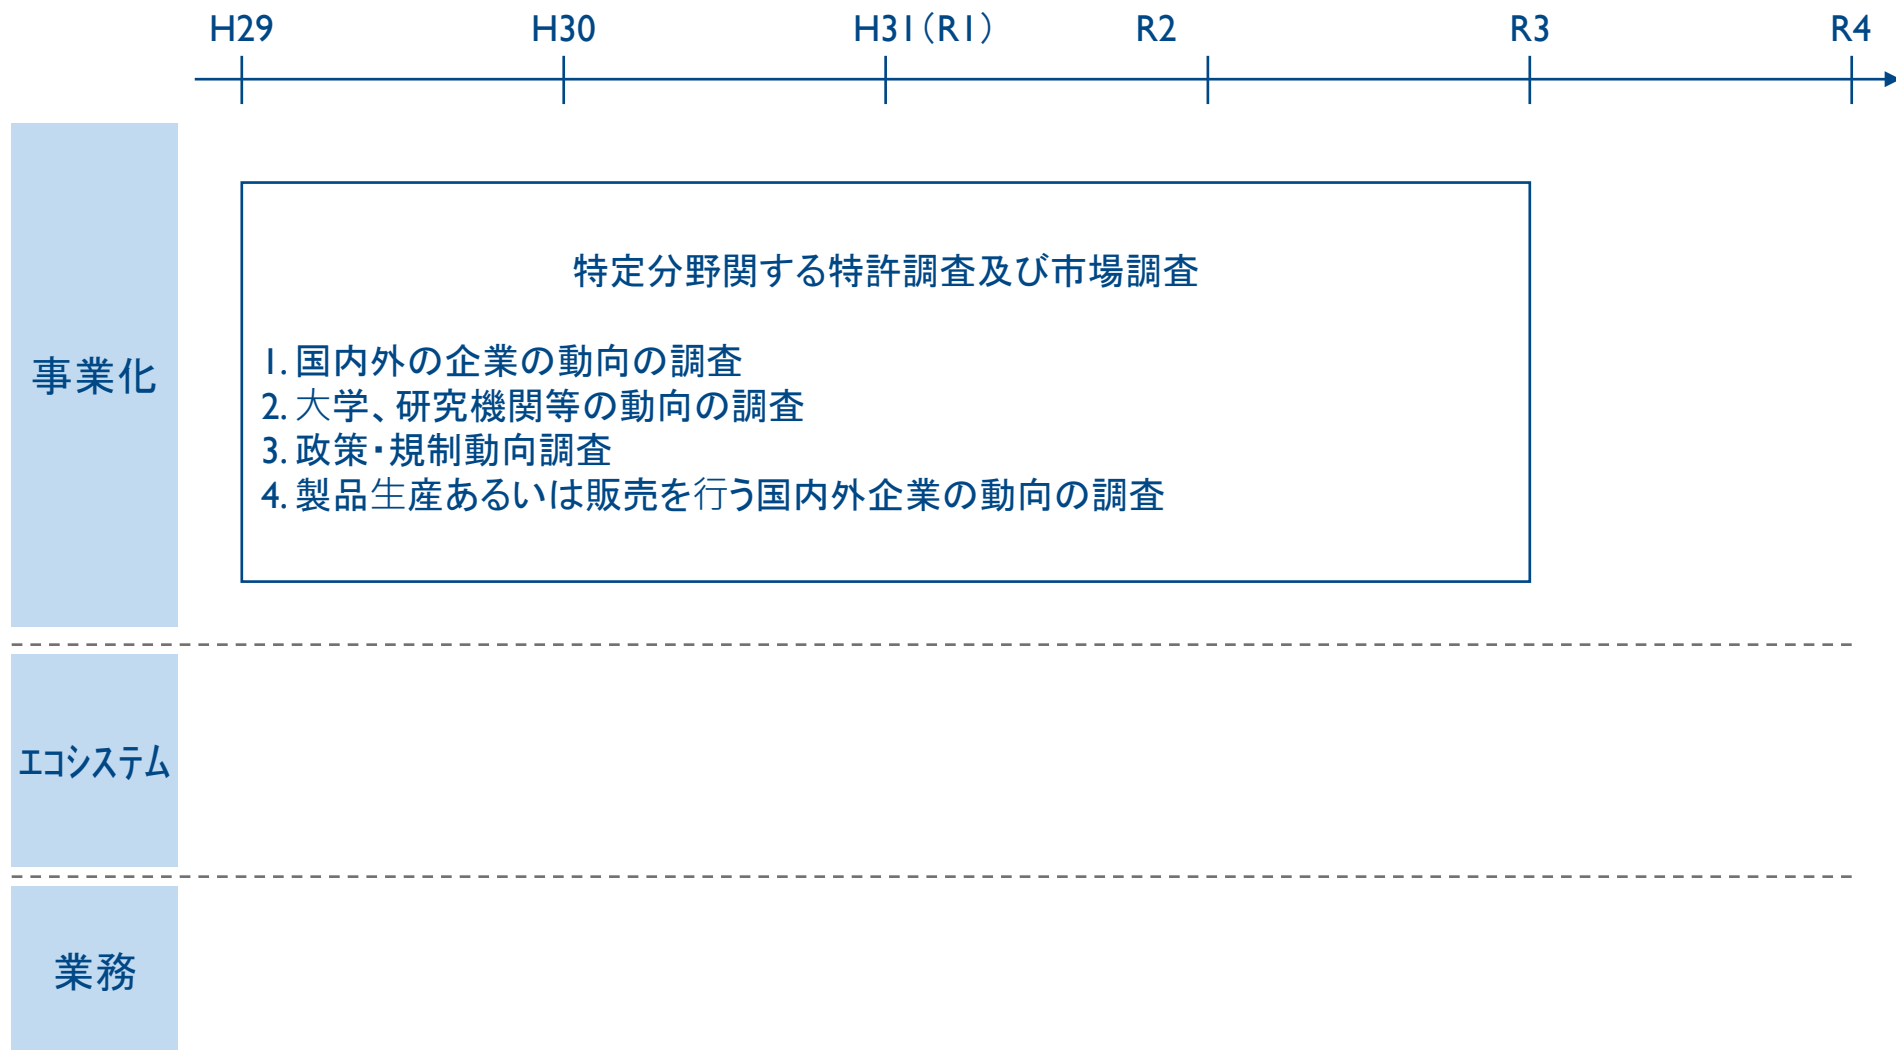 H29 H30 H31(R1) R2 R3 R4
事業化
特定分野関する特許調査及び市場調査
1. 国内外の企業の動向の調査
2. 大学、研究機関等の動向の調査
3. 政策・規制動向調査
4. 製品生産あるいは販売を行う国内外企業の動向の調査
エコシステム
業務